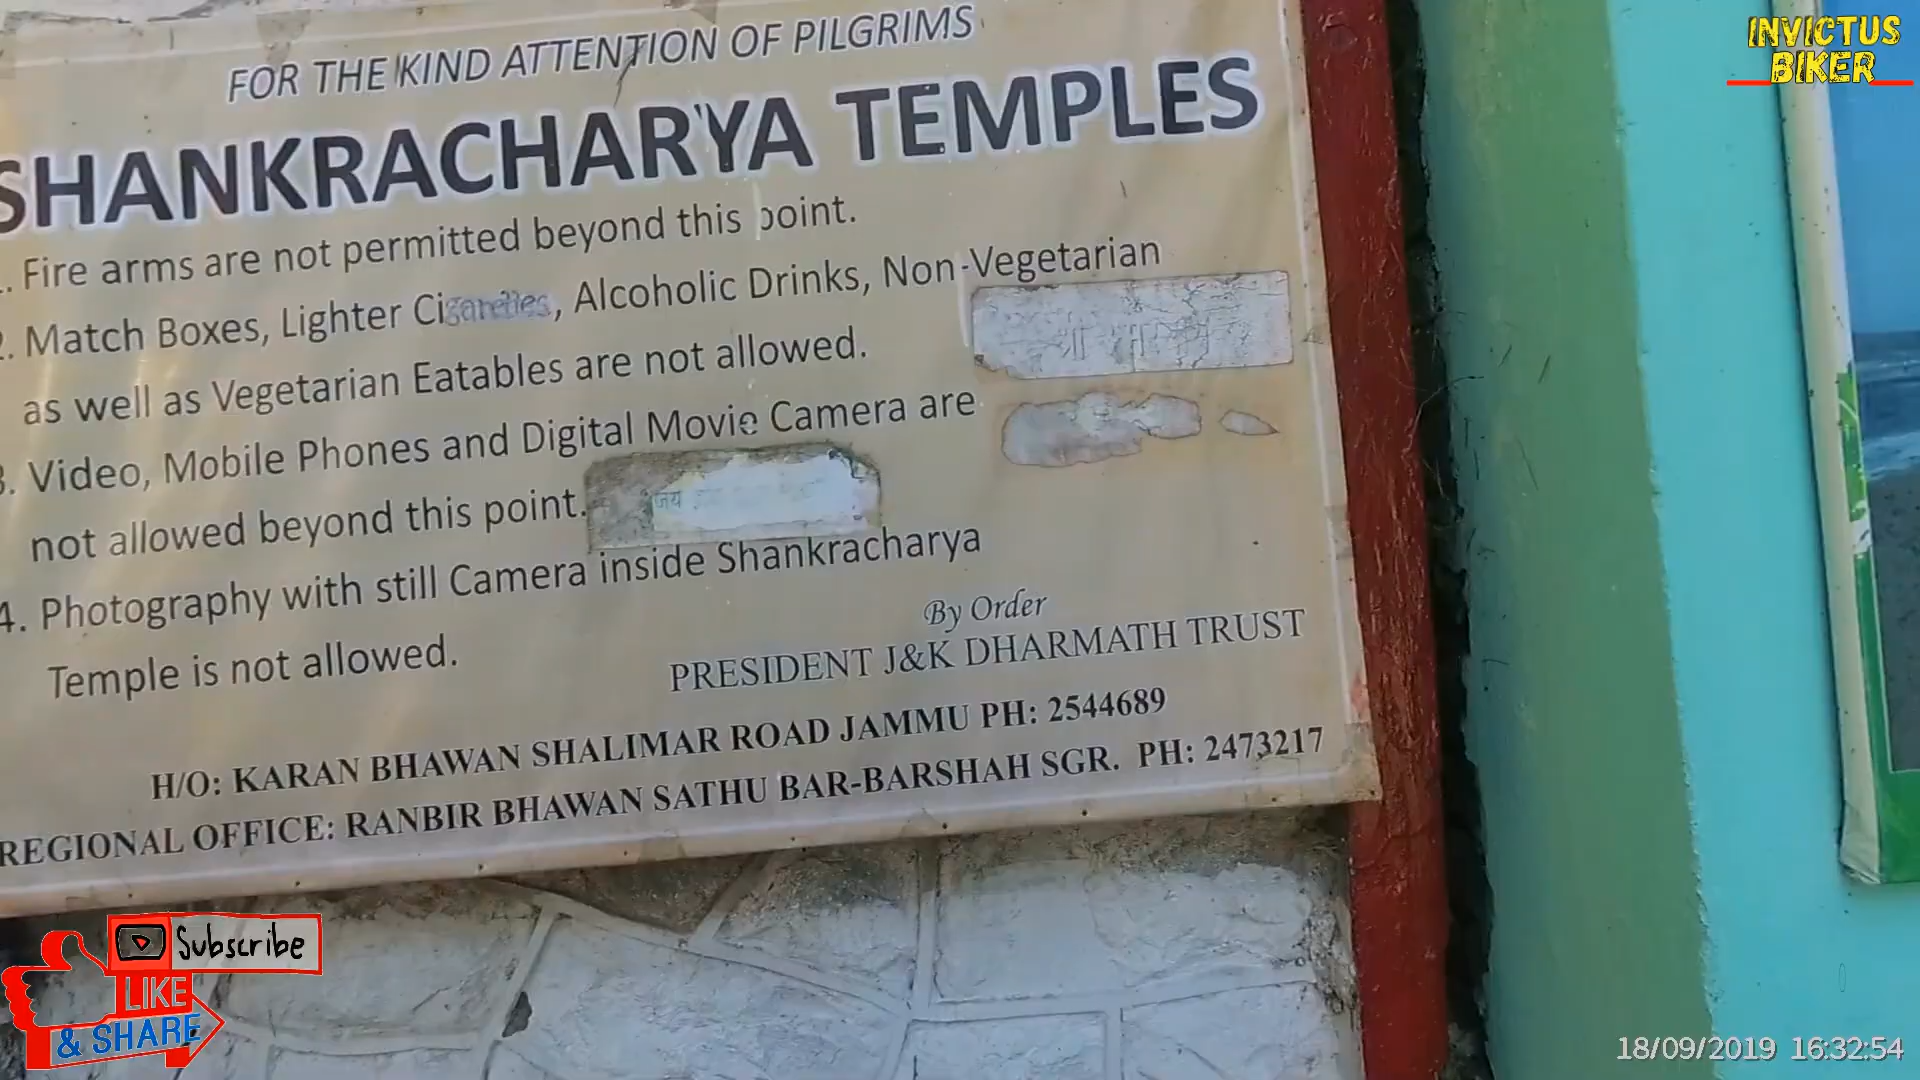 FOR THE KIND ATTENTION OF PILGRIMS
SHANKRACHARYA TEMPLES
. Fire arms are not permitted beyond this point.
2. Match Boxes, Lighter Cigarettes, Alcoholic Drinks, Non-Vegetarian
as well as Vegetarian Eatables are not allowed.
3. Video, Mobile Phones and Digital Movie Camera are
not allowed beyond this point.
जय
4. Photography with still Camera inside Shankracharya
Temple is not allowed.
By Order
PRESIDENT J&K DHARMATH TRUST
H/O: KARAN BHAWAN SHALIMAR ROAD JAMMU PH: 2544689
REGIONAL OFFICE: RANBIR BHAWAN SATHU BAR-BARSHAH SGR. PH: 2473217
INVICTUS
BIKER
Subscribe
LIKE
& SHARE
18/09/2019 16:32:54